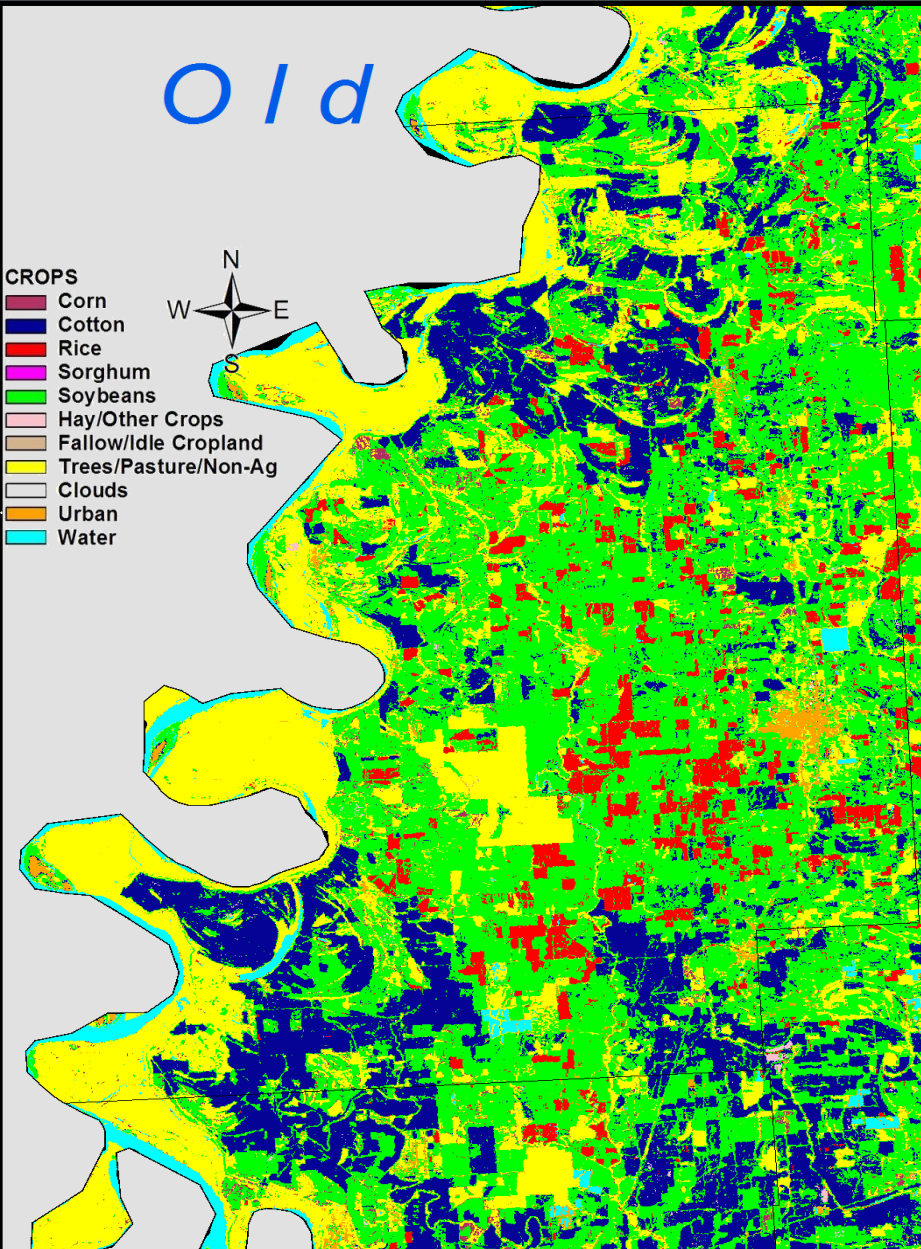 O l d
N
W E
S
CROPS
Corn
Cotton
Rice
Sorghum
Soybeans
Hay/Other Crops
Fallow/Idle Cropland
Trees/Pasture/Non-Ag
Clouds
Urban
Water